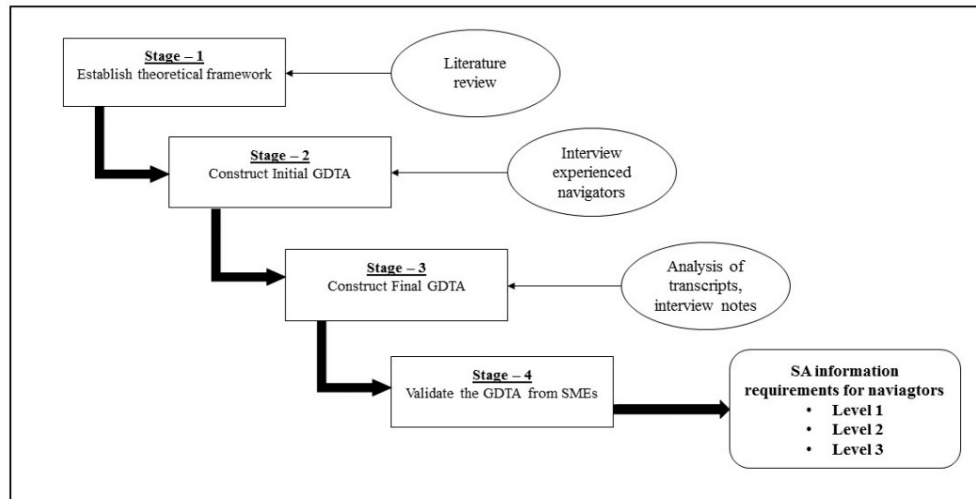 Stage – 1
Establish theoretical framework
Literature
review
Stage – 2
Construct Initial GDTA
Interview
experienced
navigators
Stage – 3
Construct Final GDTA
Analysis of
transcripts,
interview notes
Stage – 4
Validate the GDTA from SMEs
SA information
requirements for naviagtors
• Level 1
• Level 2
• Level 3